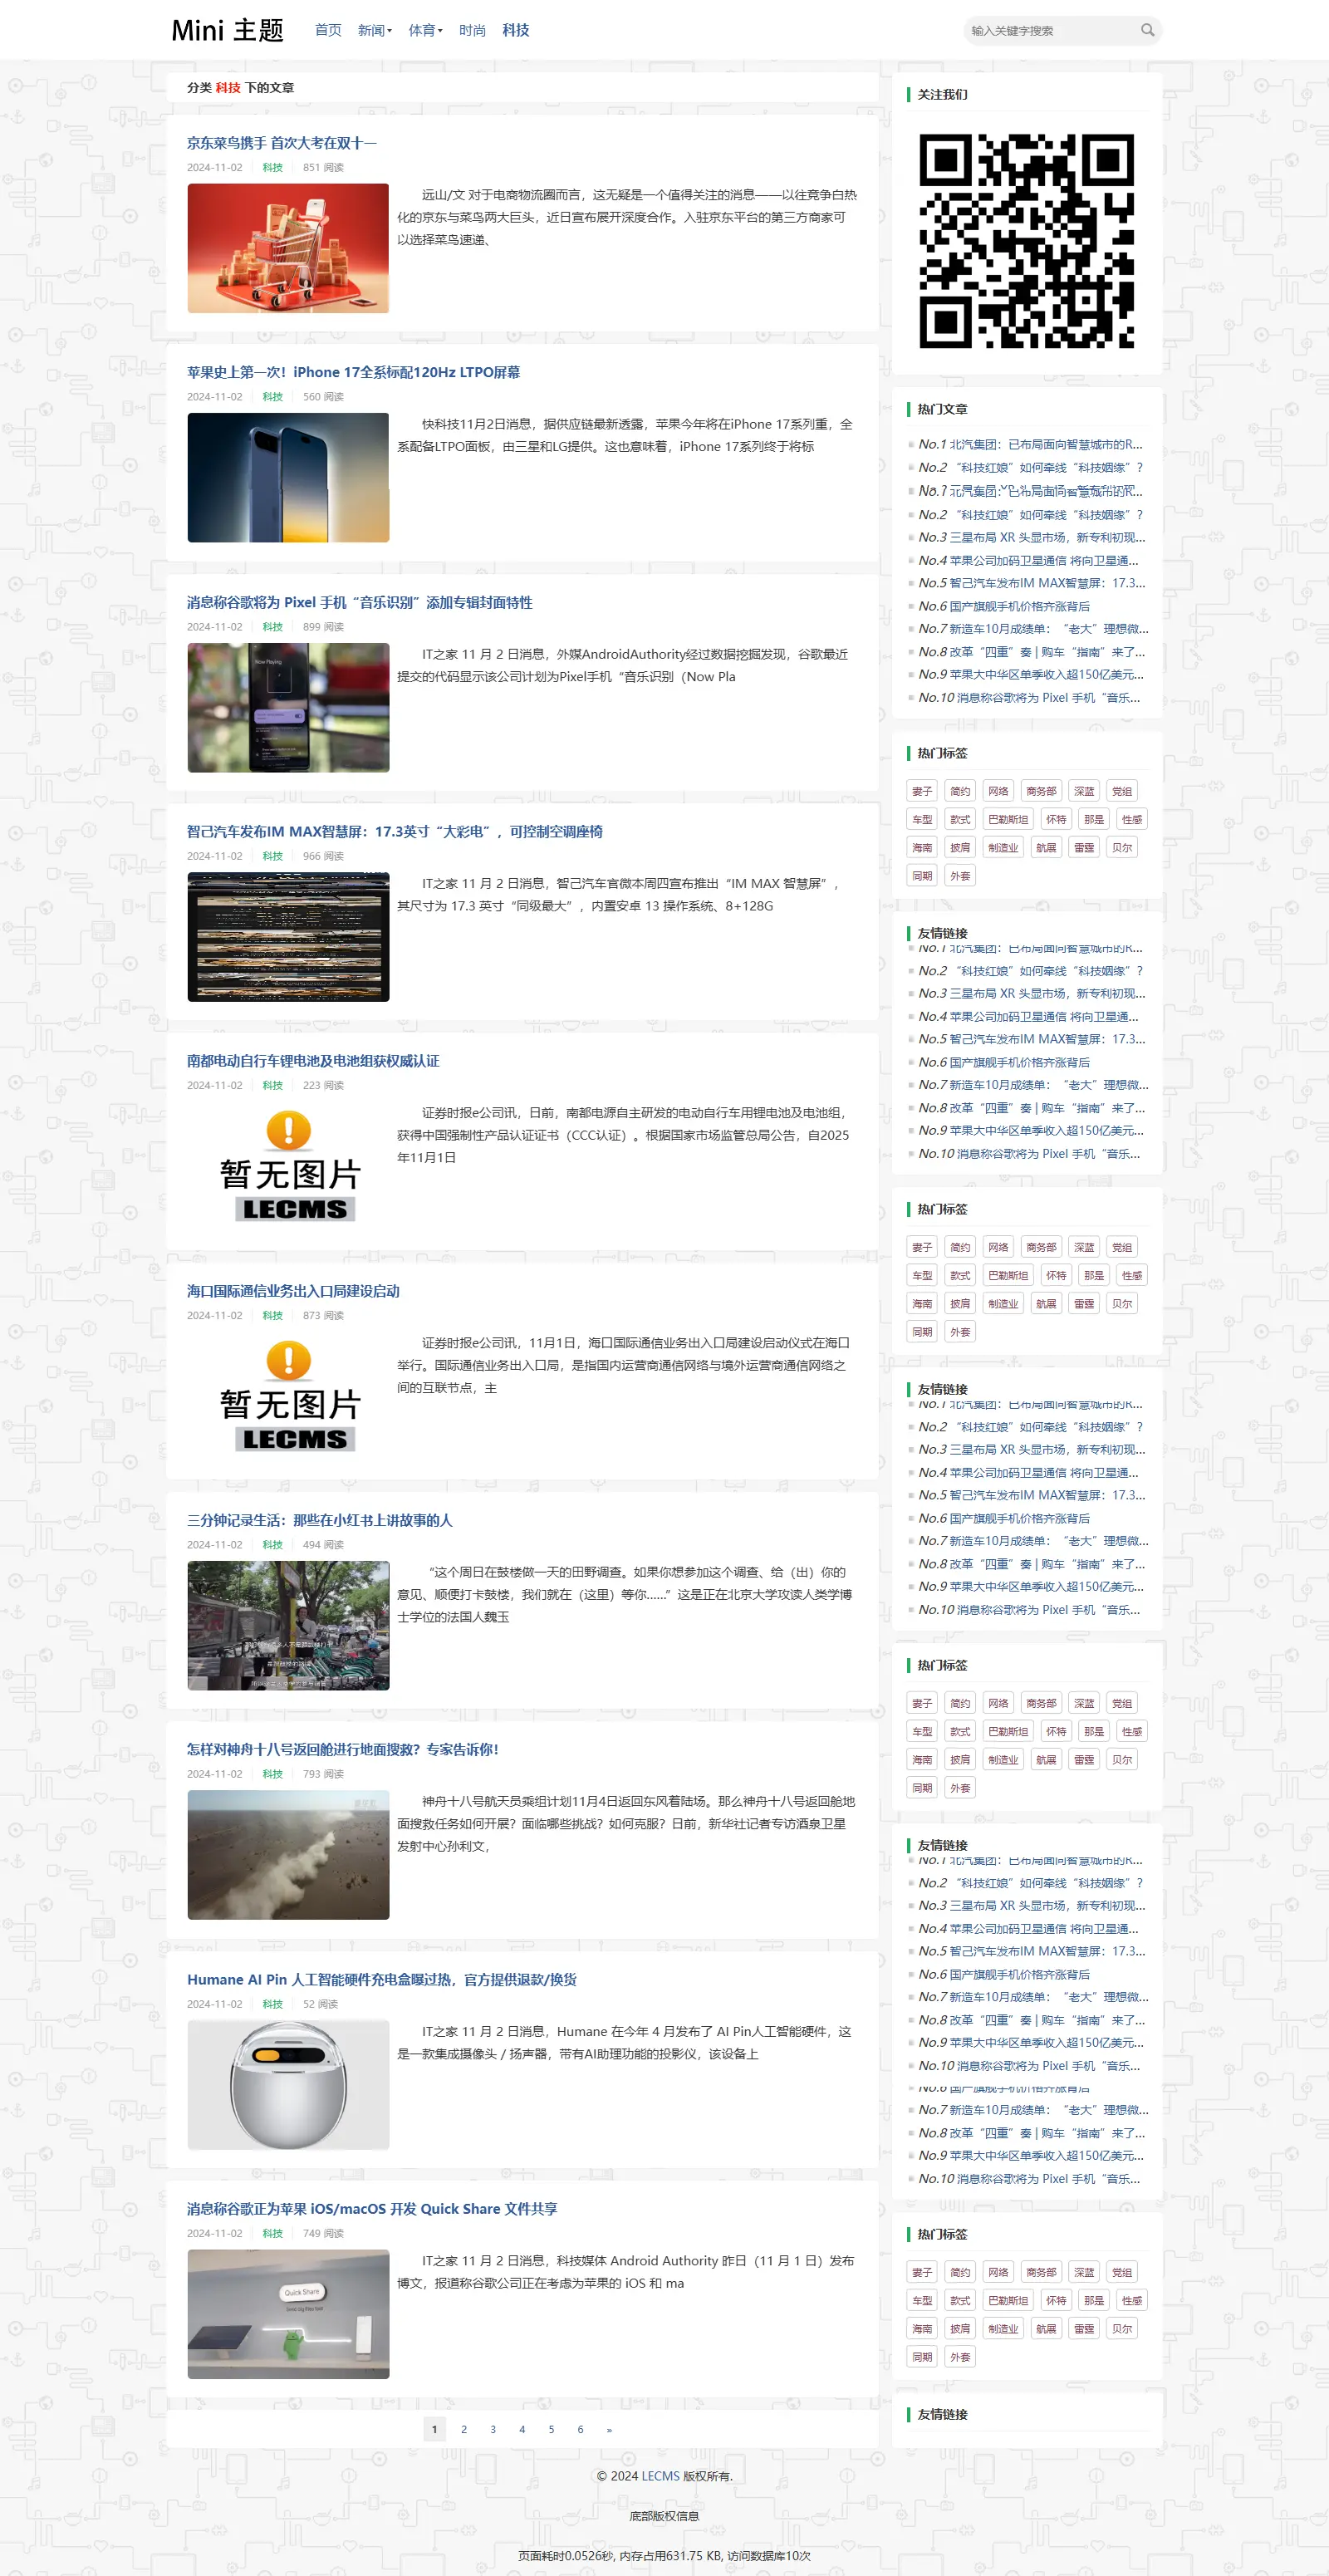 Mini 主题
首页
新闻
体育
时尚
科技
输入关键字搜索
分类 科技 下的文章
京东菜鸟携手 首次大考在双十一
2024-11-02 科技 851 阅读
远山/文 对于电商物流圈而言，这无疑是一个值得关注的消息——以往竞争白热
化的京东与菜鸟两大巨头，近日宣布展开深度合作。入驻京东平台的第三方商家可
以选择菜鸟速递、
苹果史上第一次！iPhone 17全系标配120Hz LTPO屏幕
2024-11-02 科技 560 阅读
快科技11月2日消息，据供应链最新透露，苹果今年将在iPhone 17系列重，全
系配备LTPO面板，由三星和LG提供。这也意味着，iPhone 17系列终于将标
消息称谷歌将为 Pixel 手机“音乐识别”添加专辑封面特性
2024-11-02 科技 899 阅读
Now Playing
IT之家 11 月 2 日消息，外媒AndroidAuthority经过数据挖掘发现，谷歌最近
提交的代码显示该公司计划为Pixel手机“音乐识别（Now Pla
智己汽车发布IM MAX智慧屏：17.3英寸“大彩电”，可控制空调座椅
2024-11-02 科技 966 阅读
IT之家 11 月 2 日消息，智己汽车官微本周四宣布推出“IM MAX 智慧屏”，
其尺寸为 17.3 英寸“同级最大”，内置安卓 13 操作系统、8+128G
南都电动自行车锂电池及电池组获权威认证
2024-11-02 科技 223 阅读
暂无图片
LECMS
证券时报e公司讯，日前，南都电源自主研发的电动自行车用锂电池及电池组，
获得中国强制性产品认证证书（CCC认证）。根据国家市场监管总局公告，自2025
年11月1日
海口国际通信业务出入口局建设启动
2024-11-02 科技 873 阅读
暂无图片
LECMS
证券时报e公司讯，11月1日，海口国际通信业务出入口局建设启动仪式在海口
举行。国际通信业务出入口局，是指国内运营商通信网络与境外运营商通信网络之
间的互联节点，主
三分钟记录生活：那些在小红书上讲故事的人
2024-11-02 科技 494 阅读
“这个周日在鼓楼做一天的田野调查。如果你想参加这个调查、给（出）你的
意见、顺便打卡鼓楼，我们就在（这里）等你……”这是正在北京大学攻读人类学博
士学位的法国人魏玉
怎样对神舟十八号返回舱进行地面搜救？专家告诉你！
2024-11-02 科技 793 阅读
神舟十八号航天员乘组计划11月4日返回东风着陆场。那么神舟十八号返回舱地
面搜救任务如何开展？面临哪些挑战？如何克服？日前，新华社记者专访酒泉卫星
发射中心孙利文，
Humane AI Pin 人工智能硬件充电盒曝过热，官方提供退款/换货
2024-11-02 科技 52 阅读
IT之家 11 月 2 日消息，Humane 在今年 4 月发布了 AI Pin人工智能硬件，这
是一款集成摄像头 / 扬声器，带有AI助理功能的投影仪，该设备上
消息称谷歌正为苹果 iOS/macOS 开发 Quick Share 文件共享
2024-11-02 科技 749 阅读
Quick Share
IT之家 11 月 2 日消息，科技媒体 Android Authority 昨日（11 月 1 日）发布
博文，报道称谷歌公司正在考虑为苹果的 iOS 和 ma
1 2 3 4 5 6 »
关注我们
热门文章
No.1 北汽集团：已布局面向智慧城市的R...
No.2 “科技红娘”如何牵线“科技姻缘”？
No.1 北汽集团：已布局面向智慧城市的R...
No.2 “科技红娘”如何牵线“科技姻缘”？
No.3 三星布局 XR 头显市场，新专利初现...
No.4 苹果公司加码卫星通信 将向卫星通...
No.5 智己汽车发布IM MAX智慧屏：17.3...
No.6 国产旗舰手机价格齐涨背后
No.7 新造车10月成绩单：“老大”理想微...
No.8 改革“四重”奏 | 购车“指南”来了...
No.9 苹果大中华区单季收入超150亿美元...
No.10 消息称谷歌将为 Pixel 手机“音乐...
热门标签
妻子 简约 网络 商务部 深蓝 党组
车型 款式 巴勒斯坦 怀特 那是 性感
海南 披肩 制造业 航展 雷霆 贝尔
同期 外套
友情链接
No.1 北汽集团：已布局面向智慧城市的R...
No.2 “科技红娘”如何牵线“科技姻缘”？
No.3 三星布局 XR 头显市场，新专利初现...
No.4 苹果公司加码卫星通信 将向卫星通...
No.5 智己汽车发布IM MAX智慧屏：17.3...
No.6 国产旗舰手机价格齐涨背后
No.7 新造车10月成绩单：“老大”理想微...
No.8 改革“四重”奏 | 购车“指南”来了...
No.9 苹果大中华区单季收入超150亿美元...
No.10 消息称谷歌将为 Pixel 手机“音乐...
热门标签
妻子 简约 网络 商务部 深蓝 党组
车型 款式 巴勒斯坦 怀特 那是 性感
海南 披肩 制造业 航展 雷霆 贝尔
同期 外套
友情链接
No.1 北汽集团：已布局面向智慧城市的R...
No.2 “科技红娘”如何牵线“科技姻缘”？
No.3 三星布局 XR 头显市场，新专利初现...
No.4 苹果公司加码卫星通信 将向卫星通...
No.5 智己汽车发布IM MAX智慧屏：17.3...
No.6 国产旗舰手机价格齐涨背后
No.7 新造车10月成绩单：“老大”理想微...
No.8 改革“四重”奏 | 购车“指南”来了...
No.9 苹果大中华区单季收入超150亿美元...
No.10 消息称谷歌将为 Pixel 手机“音乐...
热门标签
妻子 简约 网络 商务部 深蓝 党组
车型 款式 巴勒斯坦 怀特 那是 性感
海南 披肩 制造业 航展 雷霆 贝尔
同期 外套
友情链接
No.1 北汽集团：已布局面向智慧城市的R...
No.2 “科技红娘”如何牵线“科技姻缘”？
No.3 三星布局 XR 头显市场，新专利初现...
No.4 苹果公司加码卫星通信 将向卫星通...
No.5 智己汽车发布IM MAX智慧屏：17.3...
No.6 国产旗舰手机价格齐涨背后
No.7 新造车10月成绩单：“老大”理想微...
No.8 改革“四重”奏 | 购车“指南”来了...
No.9 苹果大中华区单季收入超150亿美元...
No.10 消息称谷歌将为 Pixel 手机“音乐...
No.6 国产旗舰手机价格齐涨背后
No.7 新造车10月成绩单：“老大”理想微...
No.8 改革“四重”奏 | 购车“指南”来了...
No.9 苹果大中华区单季收入超150亿美元...
No.10 消息称谷歌将为 Pixel 手机“音乐...
热门标签
妻子 简约 网络 商务部 深蓝 党组
车型 款式 巴勒斯坦 怀特 那是 性感
海南 披肩 制造业 航展 雷霆 贝尔
同期 外套
友情链接
© 2024 LECMS 版权所有.
底部版权信息
页面耗时0.0526秒, 内存占用631.75 KB, 访问数据库10次